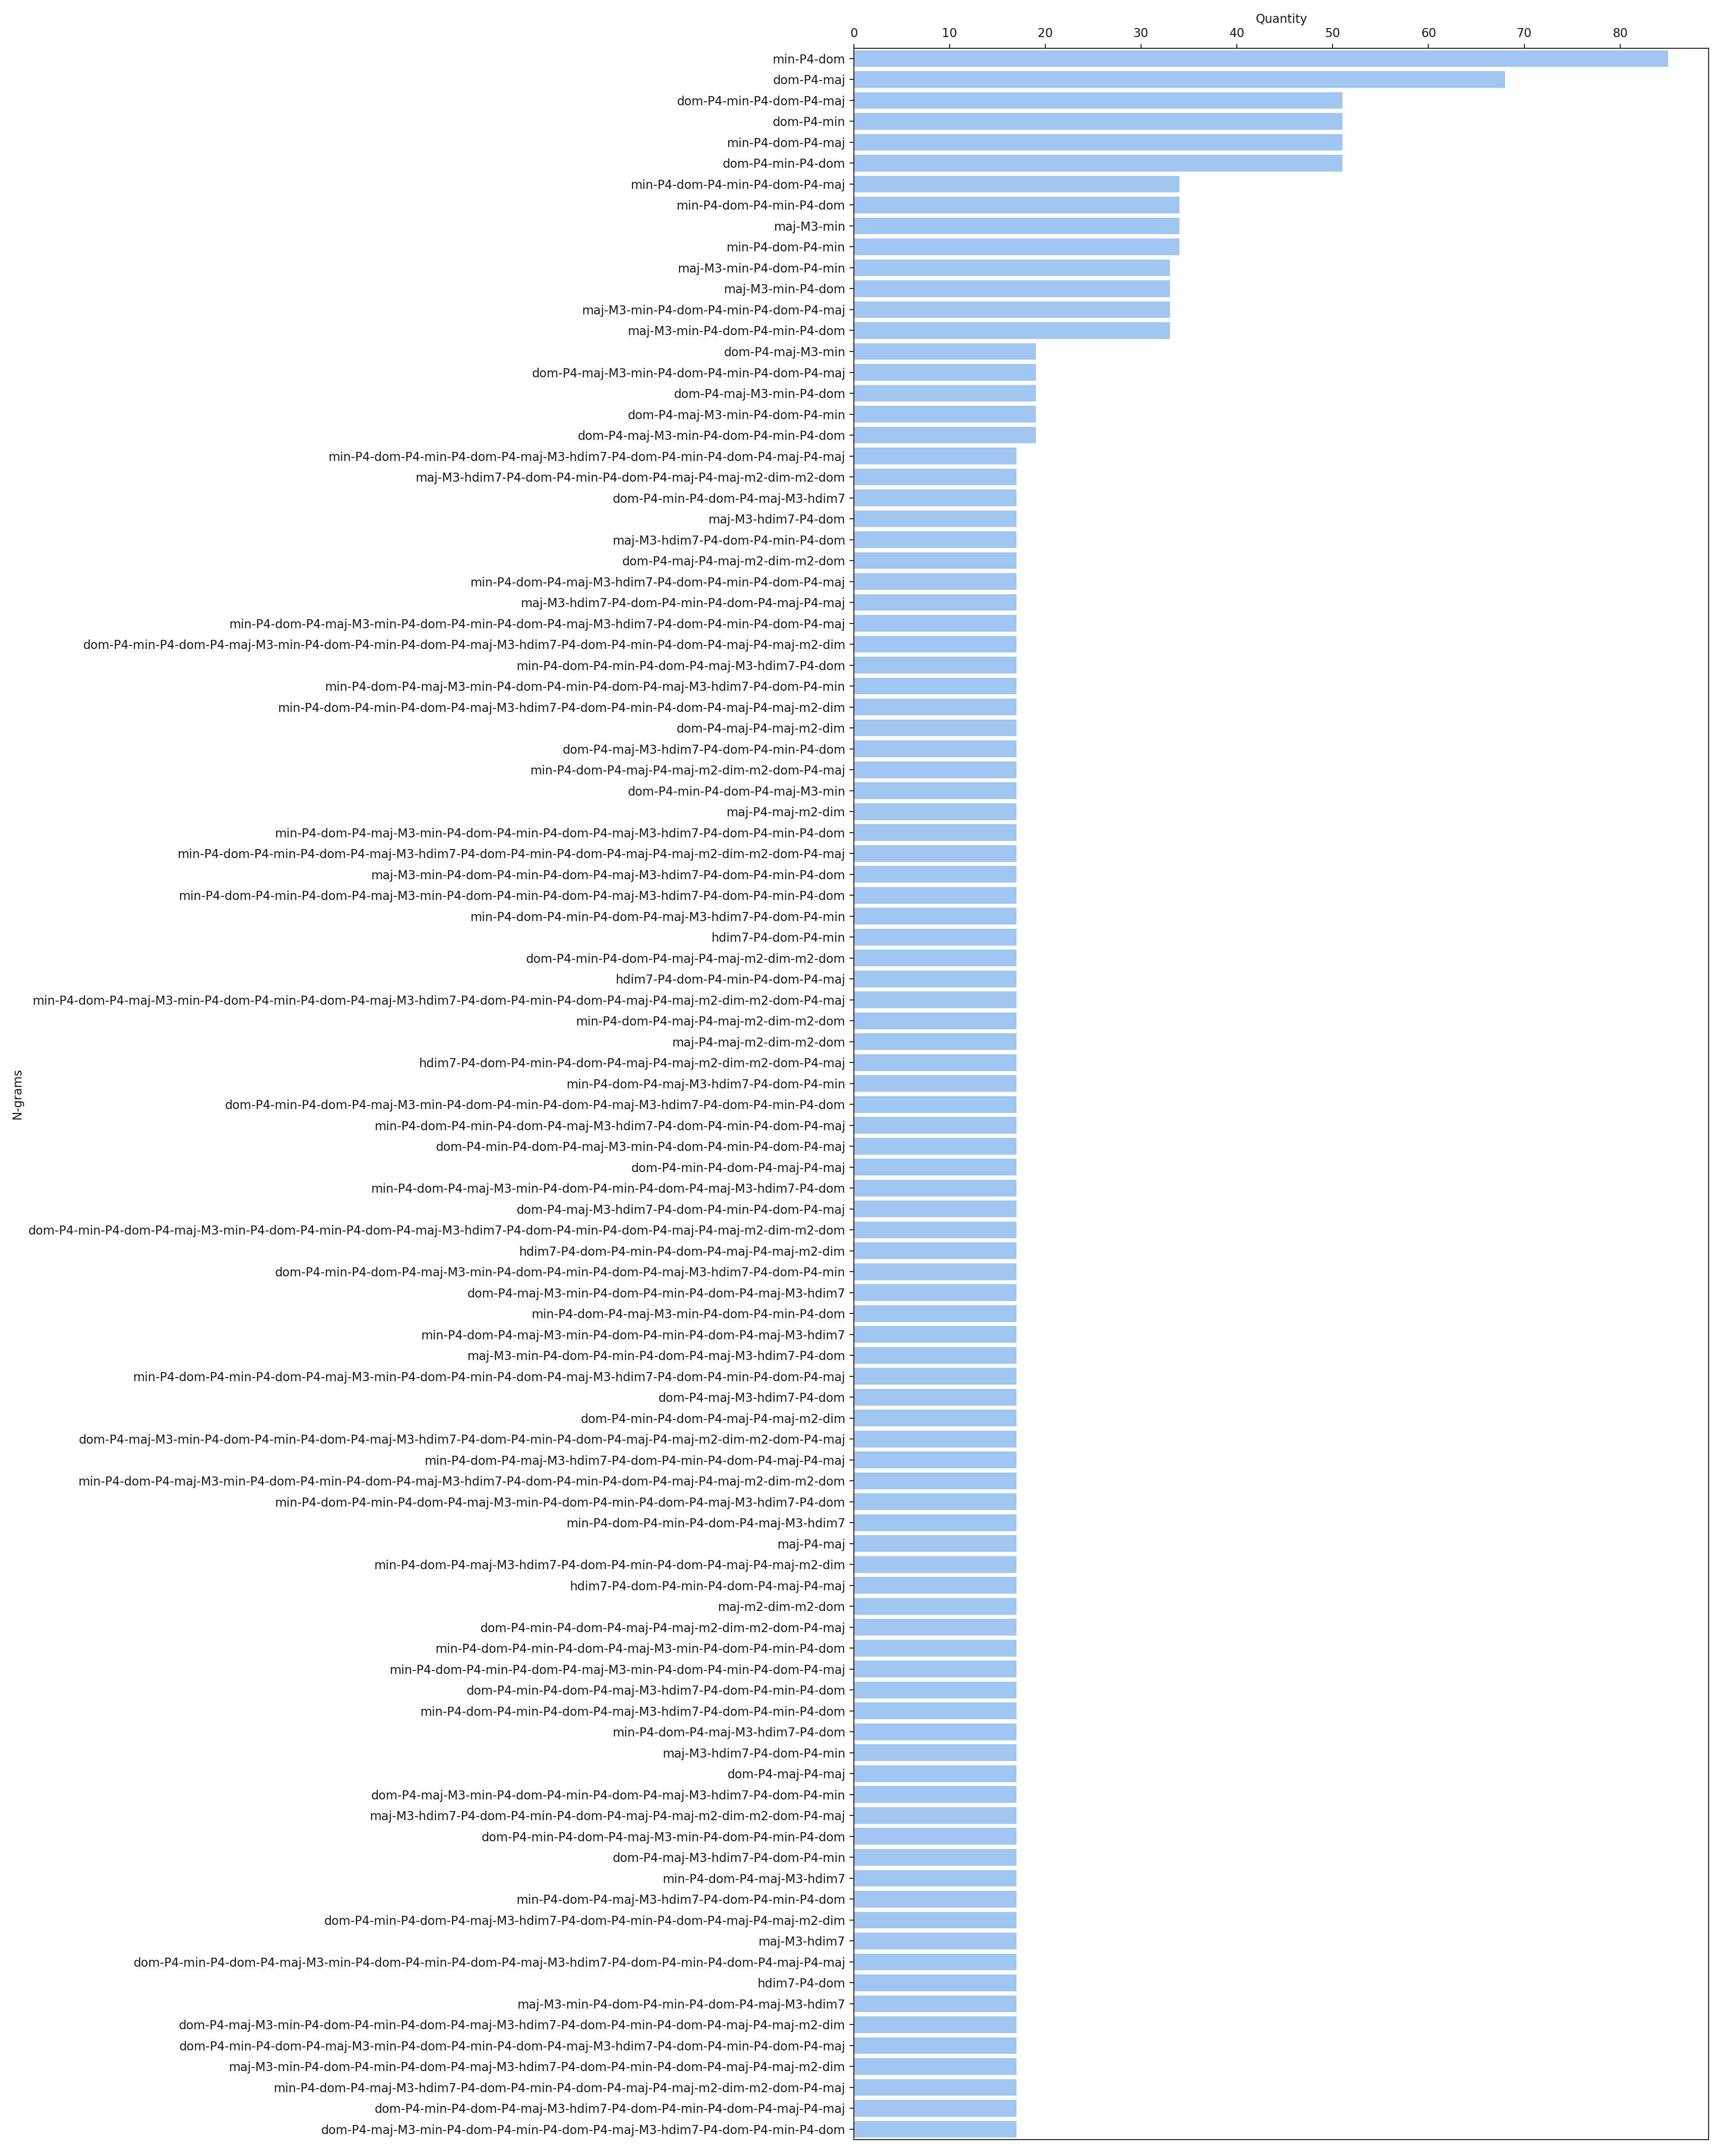 Quantity
0 10 20 30 40 50 60 70 80
min-P4-dom
dom-P4-maj
dom-P4-min-P4-dom-P4-maj
dom-P4-min
min-P4-dom-P4-maj
dom-P4-min-P4-dom
min-P4-dom-P4-min-P4-dom-P4-maj
min-P4-dom-P4-min-P4-dom
maj-M3-min
min-P4-dom-P4-min
maj-M3-min-P4-dom-P4-min
maj-M3-min-P4-dom
maj-M3-min-P4-dom-P4-min-P4-dom-P4-maj
maj-M3-min-P4-dom-P4-min-P4-dom
dom-P4-maj-M3-min
dom-P4-maj-M3-min-P4-dom-P4-min-P4-dom-P4-maj
dom-P4-maj-M3-min-P4-dom
dom-P4-maj-M3-min-P4-dom-P4-min
dom-P4-maj-M3-min-P4-dom-P4-min-P4-dom
min-P4-dom-P4-min-P4-dom-P4-maj-M3-hdim7-P4-dom-P4-min-P4-dom-P4-maj-P4-maj
maj-M3-hdim7-P4-dom-P4-min-P4-dom-P4-maj-P4-maj-m2-dim-m2-dom
dom-P4-min-P4-dom-P4-maj-M3-hdim7
maj-M3-hdim7-P4-dom
maj-M3-hdim7-P4-dom-P4-min-P4-dom
dom-P4-maj-P4-maj-m2-dim-m2-dom
min-P4-dom-P4-maj-M3-hdim7-P4-dom-P4-min-P4-dom-P4-maj
maj-M3-hdim7-P4-dom-P4-min-P4-dom-P4-maj-P4-maj
min-P4-dom-P4-maj-M3-min-P4-dom-P4-min-P4-dom-P4-maj-M3-hdim7-P4-dom-P4-min-P4-dom-P4-maj
dom-P4-min-P4-dom-P4-maj-M3-min-P4-dom-P4-min-P4-dom-P4-maj-M3-hdim7-P4-dom-P4-min-P4-dom-P4-maj-P4-maj-m2-dim
min-P4-dom-P4-min-P4-dom-P4-maj-M3-hdim7-P4-dom
min-P4-dom-P4-maj-M3-min-P4-dom-P4-min-P4-dom-P4-maj-M3-hdim7-P4-dom-P4-min
min-P4-dom-P4-min-P4-dom-P4-maj-M3-hdim7-P4-dom-P4-min-P4-dom-P4-maj-P4-maj-m2-dim
dom-P4-maj-P4-maj-m2-dim
dom-P4-maj-M3-hdim7-P4-dom-P4-min-P4-dom
min-P4-dom-P4-maj-P4-maj-m2-dim-m2-dom-P4-maj
dom-P4-min-P4-dom-P4-maj-M3-min
maj-P4-maj-m2-dim
min-P4-dom-P4-maj-M3-min-P4-dom-P4-min-P4-dom-P4-maj-M3-hdim7-P4-dom-P4-min-P4-dom
min-P4-dom-P4-min-P4-dom-P4-maj-M3-hdim7-P4-dom-P4-min-P4-dom-P4-maj-P4-maj-m2-dim-m2-dom-P4-maj
maj-M3-min-P4-dom-P4-min-P4-dom-P4-maj-M3-hdim7-P4-dom-P4-min-P4-dom
min-P4-dom-P4-min-P4-dom-P4-maj-M3-min-P4-dom-P4-min-P4-dom-P4-maj-M3-hdim7-P4-dom-P4-min-P4-dom
min-P4-dom-P4-min-P4-dom-P4-maj-M3-hdim7-P4-dom-P4-min
hdim7-P4-dom-P4-min
dom-P4-min-P4-dom-P4-maj-P4-maj-m2-dim-m2-dom
hdim7-P4-dom-P4-min-P4-dom-P4-maj
min-P4-dom-P4-maj-M3-min-P4-dom-P4-min-P4-dom-P4-maj-M3-hdim7-P4-dom-P4-min-P4-dom-P4-maj-P4-maj-m2-dim-m2-dom-P4-maj
min-P4-dom-P4-maj-P4-maj-m2-dim-m2-dom
maj-P4-maj-m2-dim-m2-dom
hdim7-P4-dom-P4-min-P4-dom-P4-maj-P4-maj-m2-dim-m2-dom-P4-maj
min-P4-dom-P4-maj-M3-hdim7-P4-dom-P4-min
N-grams
dom-P4-min-P4-dom-P4-maj-M3-min-P4-dom-P4-min-P4-dom-P4-maj-M3-hdim7-P4-dom-P4-min-P4-dom
min-P4-dom-P4-min-P4-dom-P4-maj-M3-hdim7-P4-dom-P4-min-P4-dom-P4-maj
dom-P4-min-P4-dom-P4-maj-M3-min-P4-dom-P4-min-P4-dom-P4-maj
dom-P4-min-P4-dom-P4-maj-P4-maj
min-P4-dom-P4-maj-M3-min-P4-dom-P4-min-P4-dom-P4-maj-M3-hdim7-P4-dom
dom-P4-maj-M3-hdim7-P4-dom-P4-min-P4-dom-P4-maj
dom-P4-min-P4-dom-P4-maj-M3-min-P4-dom-P4-min-P4-dom-P4-maj-M3-hdim7-P4-dom-P4-min-P4-dom-P4-maj-P4-maj-m2-dim-m2-dom
hdim7-P4-dom-P4-min-P4-dom-P4-maj-P4-maj-m2-dim
dom-P4-min-P4-dom-P4-maj-M3-min-P4-dom-P4-min-P4-dom-P4-maj-M3-hdim7-P4-dom-P4-min
dom-P4-maj-M3-min-P4-dom-P4-min-P4-dom-P4-maj-M3-hdim7
min-P4-dom-P4-maj-M3-min-P4-dom-P4-min-P4-dom
min-P4-dom-P4-maj-M3-min-P4-dom-P4-min-P4-dom-P4-maj-M3-hdim7
maj-M3-min-P4-dom-P4-min-P4-dom-P4-maj-M3-hdim7-P4-dom
min-P4-dom-P4-min-P4-dom-P4-maj-M3-min-P4-dom-P4-min-P4-dom-P4-maj-M3-hdim7-P4-dom-P4-min-P4-dom-P4-maj
dom-P4-maj-M3-hdim7-P4-dom
dom-P4-min-P4-dom-P4-maj-P4-maj-m2-dim
dom-P4-maj-M3-min-P4-dom-P4-min-P4-dom-P4-maj-M3-hdim7-P4-dom-P4-min-P4-dom-P4-maj-P4-maj-m2-dim-m2-dom-P4-maj
min-P4-dom-P4-maj-M3-hdim7-P4-dom-P4-min-P4-dom-P4-maj-P4-maj
min-P4-dom-P4-maj-M3-min-P4-dom-P4-min-P4-dom-P4-maj-M3-hdim7-P4-dom-P4-min-P4-dom-P4-maj-P4-maj-m2-dim-m2-dom
min-P4-dom-P4-min-P4-dom-P4-maj-M3-min-P4-dom-P4-min-P4-dom-P4-maj-M3-hdim7-P4-dom
min-P4-dom-P4-min-P4-dom-P4-maj-M3-hdim7
maj-P4-maj
min-P4-dom-P4-maj-M3-hdim7-P4-dom-P4-min-P4-dom-P4-maj-P4-maj-m2-dim
hdim7-P4-dom-P4-min-P4-dom-P4-maj-P4-maj
maj-m2-dim-m2-dom
dom-P4-min-P4-dom-P4-maj-P4-maj-m2-dim-m2-dom-P4-maj
min-P4-dom-P4-min-P4-dom-P4-maj-M3-min-P4-dom-P4-min-P4-dom
min-P4-dom-P4-min-P4-dom-P4-maj-M3-min-P4-dom-P4-min-P4-dom-P4-maj
dom-P4-min-P4-dom-P4-maj-M3-hdim7-P4-dom-P4-min-P4-dom
min-P4-dom-P4-min-P4-dom-P4-maj-M3-hdim7-P4-dom-P4-min-P4-dom
min-P4-dom-P4-maj-M3-hdim7-P4-dom
maj-M3-hdim7-P4-dom-P4-min
dom-P4-maj-P4-maj
dom-P4-maj-M3-min-P4-dom-P4-min-P4-dom-P4-maj-M3-hdim7-P4-dom-P4-min
maj-M3-hdim7-P4-dom-P4-min-P4-dom-P4-maj-P4-maj-m2-dim-m2-dom-P4-maj
dom-P4-min-P4-dom-P4-maj-M3-min-P4-dom-P4-min-P4-dom
dom-P4-maj-M3-hdim7-P4-dom-P4-min
min-P4-dom-P4-maj-M3-hdim7
min-P4-dom-P4-maj-M3-hdim7-P4-dom-P4-min-P4-dom
dom-P4-min-P4-dom-P4-maj-M3-hdim7-P4-dom-P4-min-P4-dom-P4-maj-P4-maj-m2-dim
maj-M3-hdim7
dom-P4-min-P4-dom-P4-maj-M3-min-P4-dom-P4-min-P4-dom-P4-maj-M3-hdim7-P4-dom-P4-min-P4-dom-P4-maj-P4-maj
hdim7-P4-dom
maj-M3-min-P4-dom-P4-min-P4-dom-P4-maj-M3-hdim7
dom-P4-maj-M3-min-P4-dom-P4-min-P4-dom-P4-maj-M3-hdim7-P4-dom-P4-min-P4-dom-P4-maj-P4-maj-m2-dim
dom-P4-min-P4-dom-P4-maj-M3-min-P4-dom-P4-min-P4-dom-P4-maj-M3-hdim7-P4-dom-P4-min-P4-dom-P4-maj
maj-M3-min-P4-dom-P4-min-P4-dom-P4-maj-M3-hdim7-P4-dom-P4-min-P4-dom-P4-maj-P4-maj-m2-dim
min-P4-dom-P4-maj-M3-hdim7-P4-dom-P4-min-P4-dom-P4-maj-P4-maj-m2-dim-m2-dom-P4-maj
dom-P4-min-P4-dom-P4-maj-M3-hdim7-P4-dom-P4-min-P4-dom-P4-maj-P4-maj
dom-P4-maj-M3-min-P4-dom-P4-min-P4-dom-P4-maj-M3-hdim7-P4-dom-P4-min-P4-dom